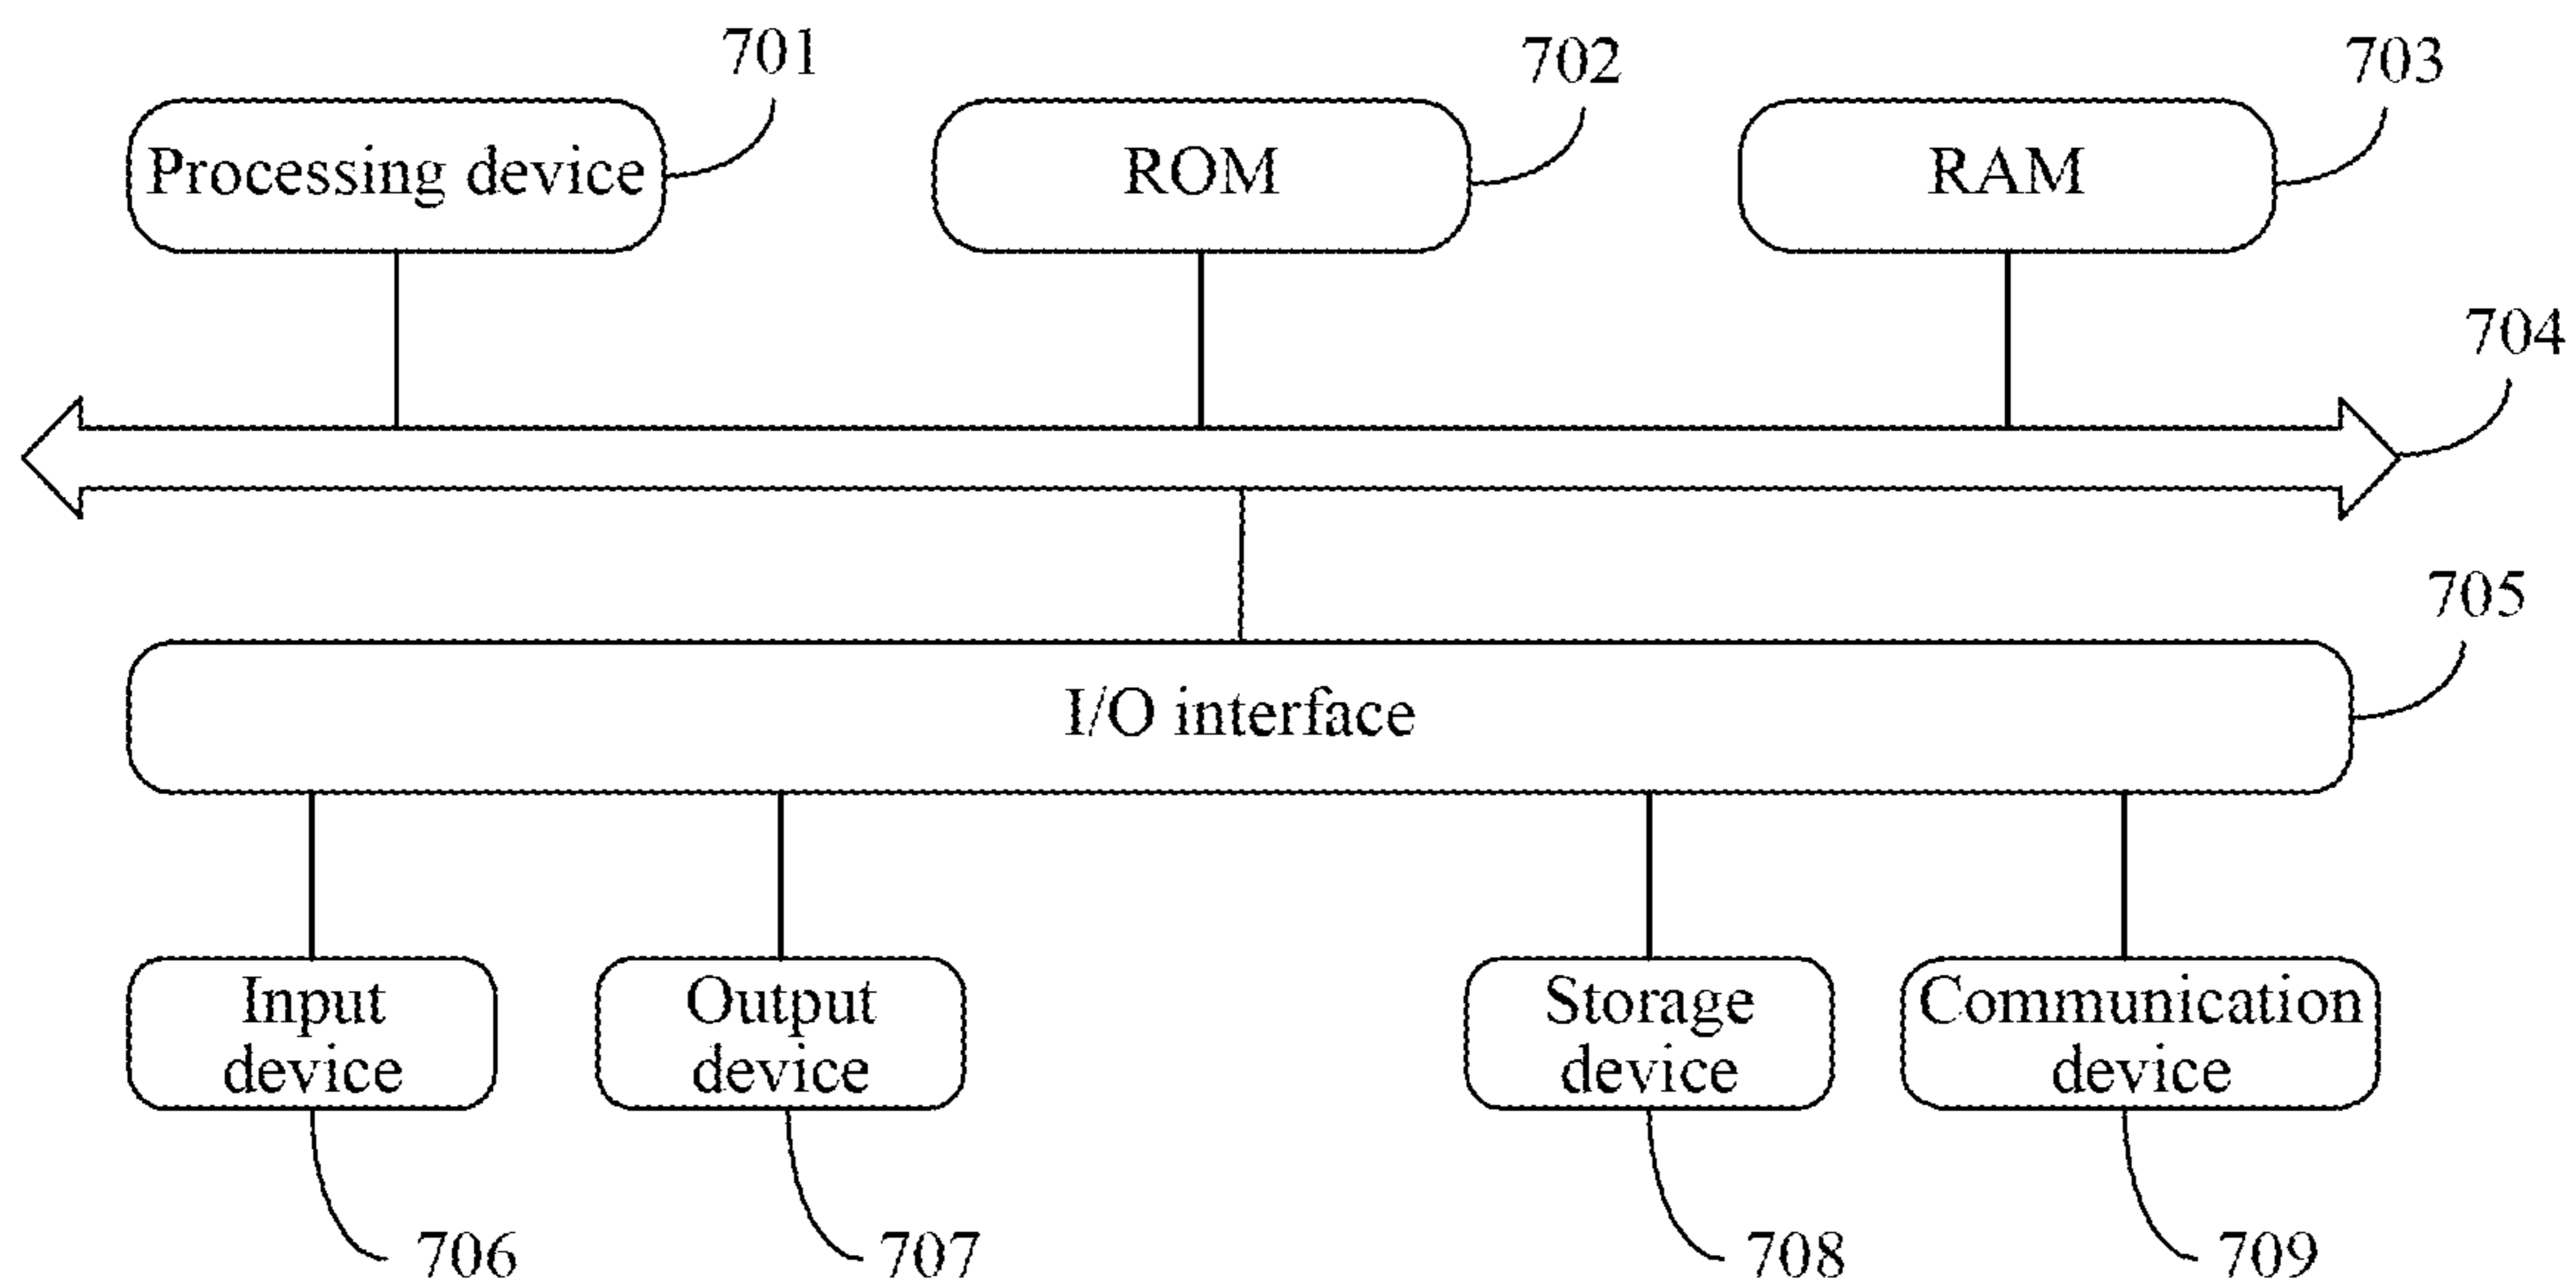 701
702
703
Processing device
ROM
RAM
704
705
I/O interface
Input
device
Output
device
Storage
device
Communication
device
706
707
708
709